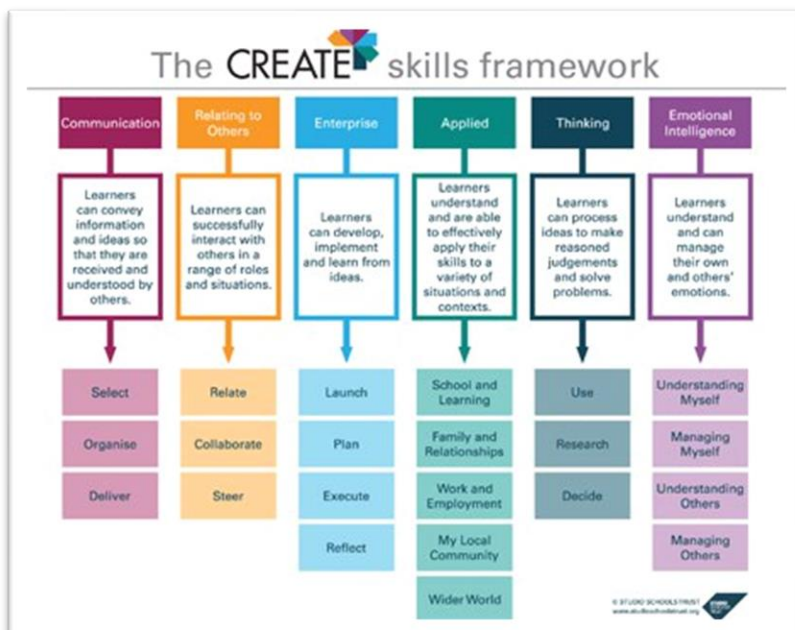 The CREATE skills framework
Communication
Relating to
Others
Enterprise
Applied
Thinking
Emotional
Intelligence
Learners
can convey
information
and ideas so
that they are
received and
understood by
others.
Learners can
successfully
interact with
others in a
range of roles
and situations.
Learners
can develop,
implement
and learn from
ideas.
Learners
understand
and are able
to effectively
apply their
skills to a
variety of
situations and
contexts.
Learners
can process
ideas to make
reasoned
judgements
and solve
problems.
Learners
understand
and can
manage
their own
and others'
emotions.
Select
Organise
Deliver
Relate
Collaborate
Steer
Launch
Plan
Execute
Reflect
School and
Learning
Family and
Relationships
Work and
Employment
My Local
Community
Wider World
Use
Research
Decide
Understanding
Myself
Managing
Myself
Understanding
Others
Managing
Others
© STUDIO SCHOOLS TRUST
www.studioschoolstrust.org